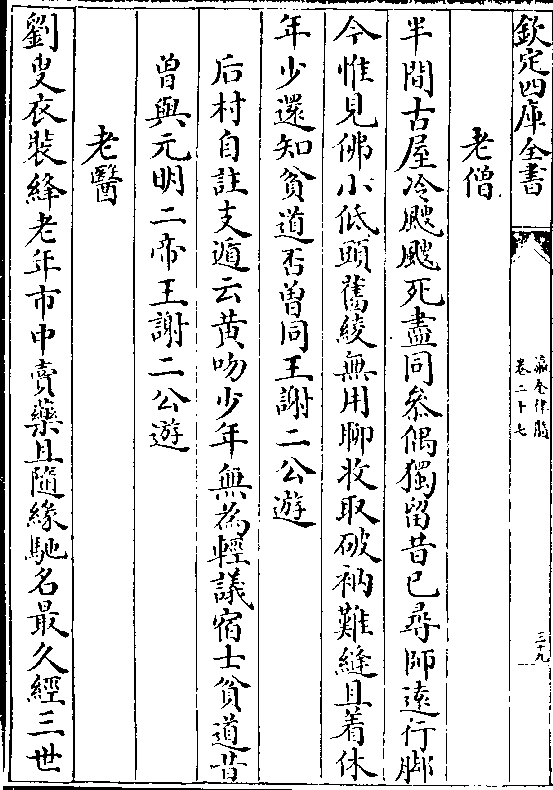 欽定四庫全書
瀛奎律髓
卷二十七
三十九
老僧
半間古屋冷颼颼死盡同參偶獨留昔已尋師遠行脚
今惟見佛小低頭舊綾無用聊收取破衲難縫且着休
年少還知貧道否曽同王謝二公遊
后村自註支遁云黄吻少年無為輕議宿士貧道昔
曽與元明二帝王謝二公遊
老醫
劉叟衣裝絳老年市中賣藥且隨緣馳名最久經三世